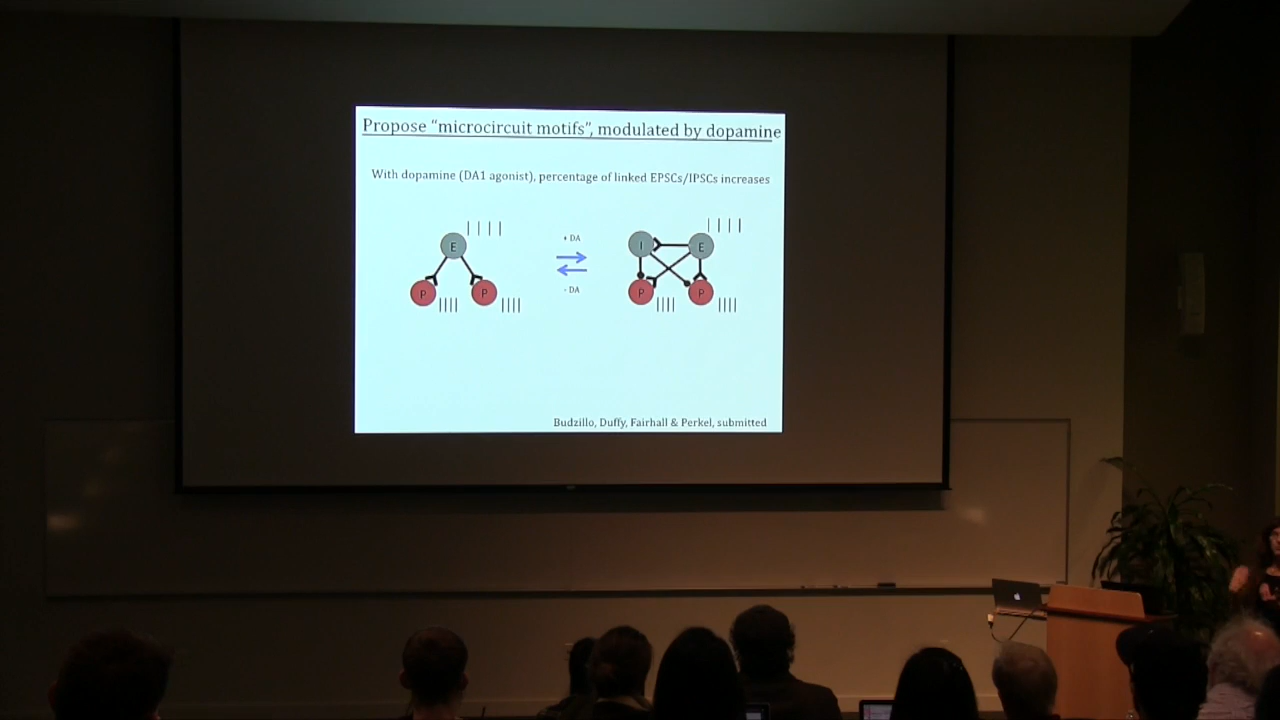 Propose “microcircuit motifs”, modulated by dopamine
With dopamine (DA1 agonist), percentage of linked EPSCs/IPSCs increases
E
P
P
+ DA
- DA
I
E
P
P
Budzillo, Duffy, Fairhall & Perkel, submitted